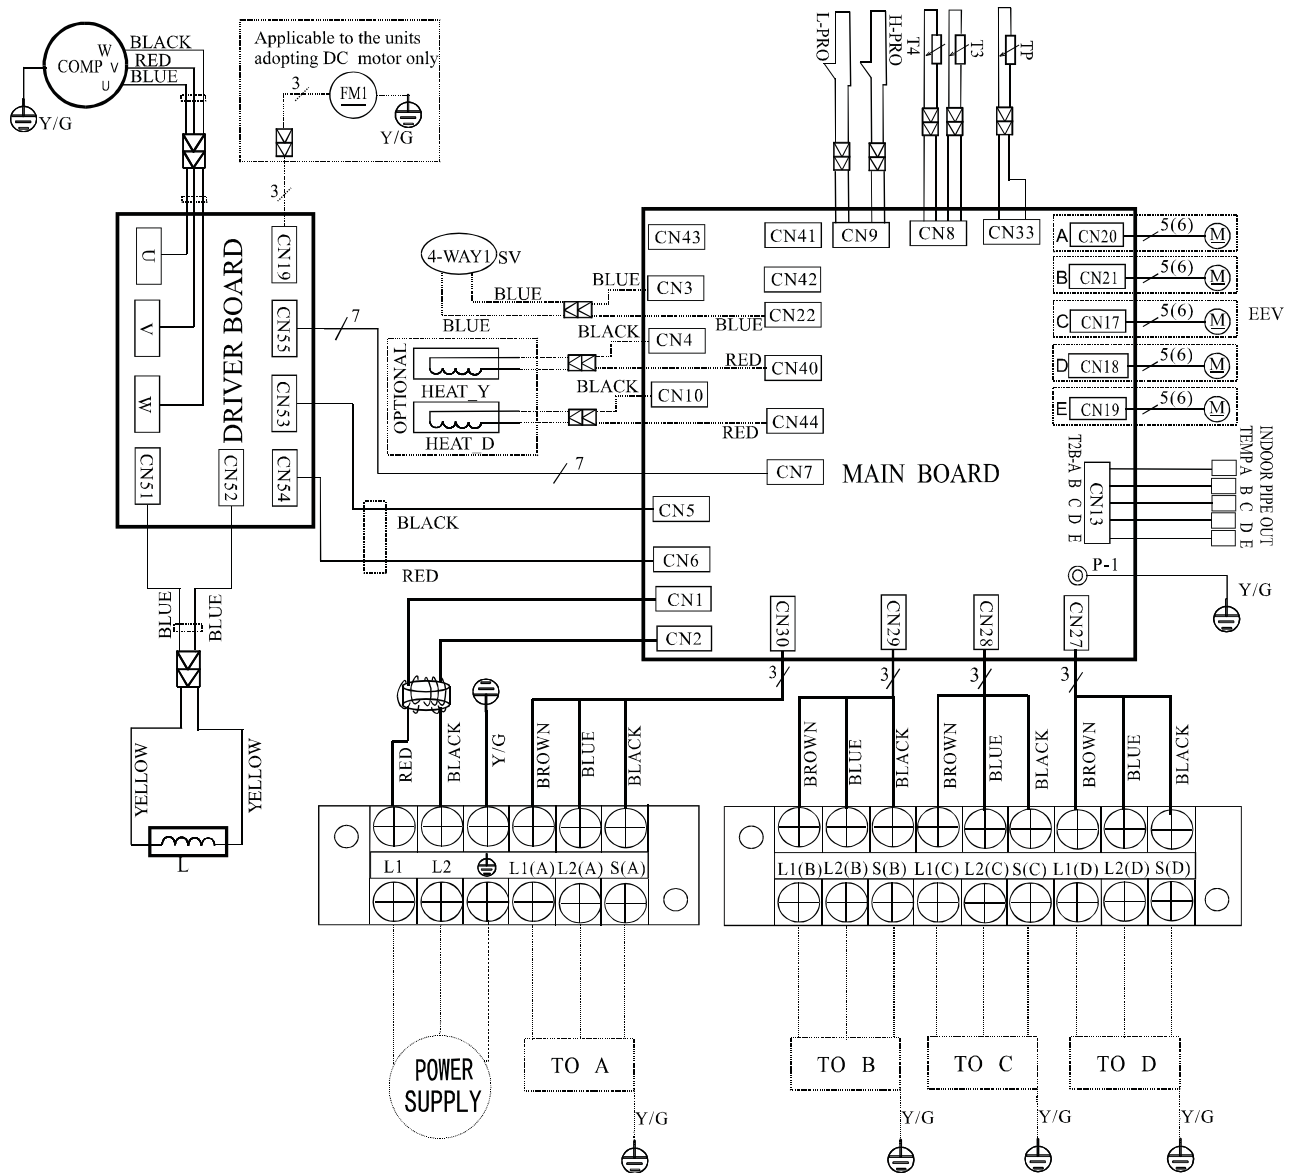 COMP
W
V
U
BLACK
RED
BLUE
Y/G
Applicable to the units
adopting DC motor only
3
FM1
Y/G
3
L-PRO
H-PRO
T4
T3
TP
DRIVER BOARD
U
V
W
CN19
CN55
CN53
CN54
CN51
CN52
7
4-WAY1
SV
BLUE
BLUE
BLUE
BLUE
BLACK
RED
BLACK
RED
OPTIONAL
HEAT_Y
HEAT_D
7
BLACK
RED
CN43
CN3
CN4
CN10
CN5
CN6
CN1
CN2
CN41
CN42
CN22
CN40
CN44
CN7
CN9
CN8
CN33
MAIN BOARD
A CN20 5(6) M
B CN21 5(6) M
C CN17 5(6) M
D CN18 5(6) M
E CN19 5(6) M
EEV
T2B-A B C D E
CN13
TEMP A B C D E
INDOOR PIPE OUT
P-1
Y/G
CN30
CN29
CN28
CN27
3
3
3
3
BLUE
BLUE
YELLOW
YELLOW
L
RED
BLACK
Y/G
BROWN
BLUE
BLACK
BROWN
BLUE
BLACK
BROWN
BLUE
BLACK
BROWN
BLUE
BLACK
L1 L2 L1(A) L2(A) S(A)
L1(B) L2(B) S(B) L1(C) L2(C) S(C) L1(D) L2(D) S(D)
POWER
SUPPLY
TO A
TO B
TO C
TO D
Y/G
Y/G
Y/G
Y/G